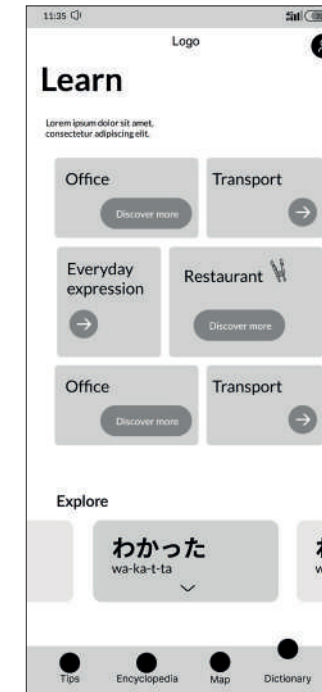 11:35
Logo
Learn
Lorem ipsum dolor sit amet,
consectetur adipiscing elit.
Office
Discover more
Transport
Everyday
expression
Restaurant
Discover more
Office
Discover more
Transport
Explore
わかった
wa-ka-t-ta
Tips
Encyclopedia
Map
Dictionary